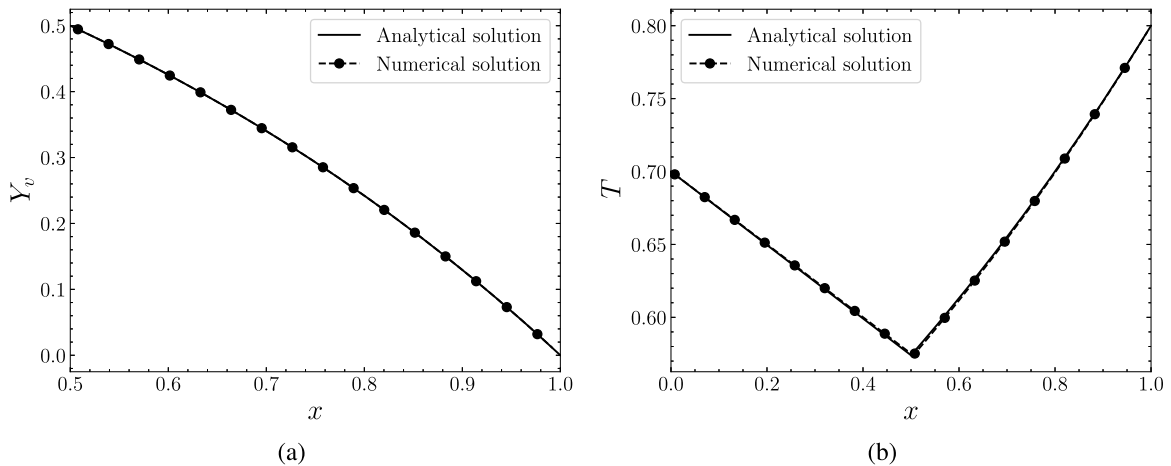 0.5
0.4
0.3
0.2
0.1
0.0
Y_v
Analytical solution
Numerical solution
0.5 0.6 0.7 0.8 0.9 1.0
x
(a)
0.80
0.75
0.70
0.65
0.60
T
Analytical solution
Numerical solution
0.0 0.2 0.4 0.6 0.8 1.0
x
(b)